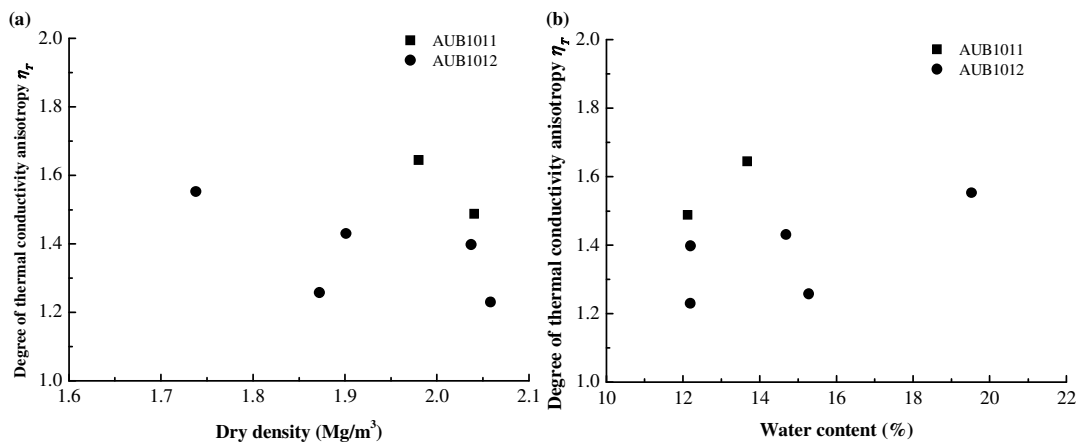 (a)
Degree of thermal conductivity anisotropy η_T
2.0
1.8
1.6
1.4
1.2
1.0
AUB1011
AUB1012
1.6 1.7 1.8 1.9 2.0 2.1
Dry density (Mg/m³)
(b)
Degree of thermal conductivity anisotropy η_T
2.0
1.8
1.6
1.4
1.2
1.0
AUB1011
AUB1012
10 12 14 16 18 20 22
Water content (%)